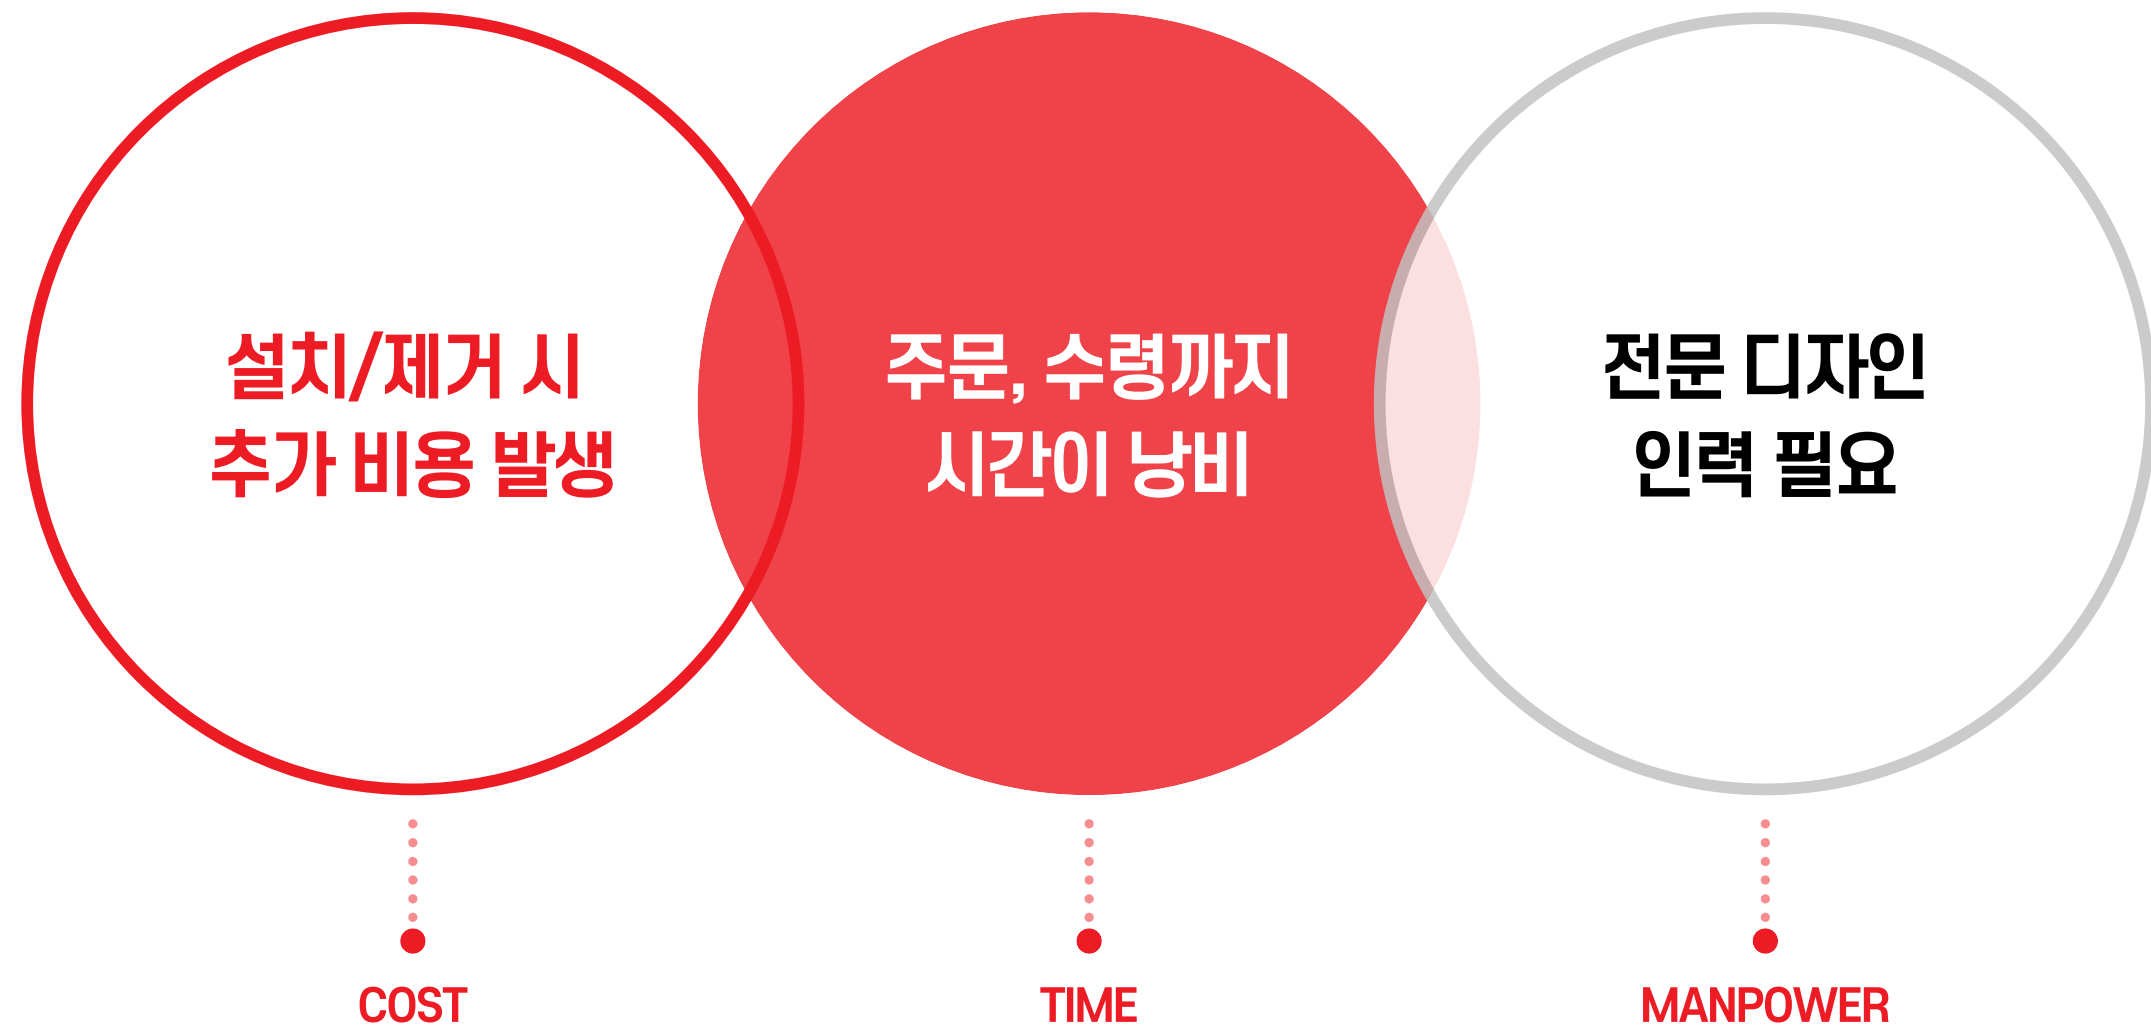 설치/제거 시
추가 비용 발생
주문, 수령까지
시간이 낭비
전문 디자인
인력 필요
COST
TIME
MANPOWER